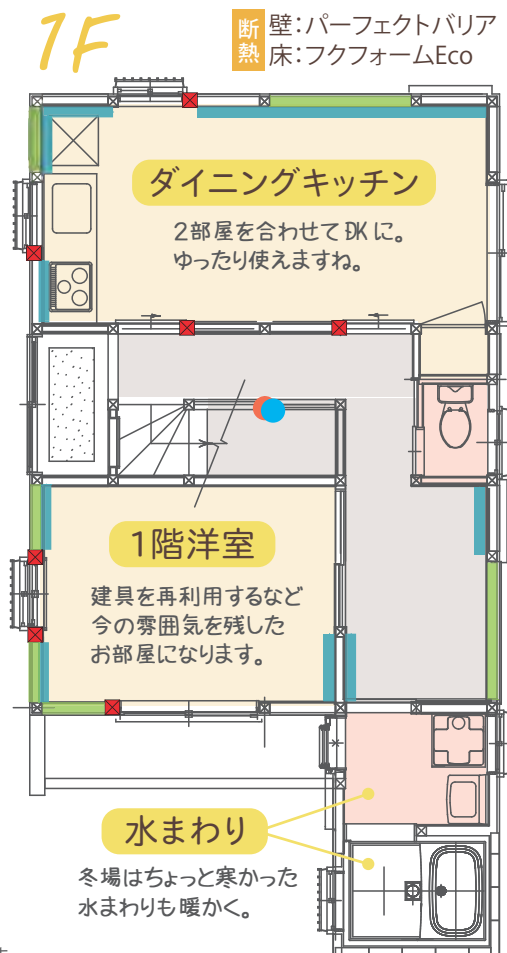 1F
断熱
壁：パーフェクトバリア
床：フクフォームEco
ダイニングキッチン
2部屋を合わせてDKに。
ゆったり使えますね。
1階洋室
建具を再利用するなど
今の雰囲気を残した
お部屋になります。
水まわり
冬場はちょっと寒かった
水まわりも暖かく。